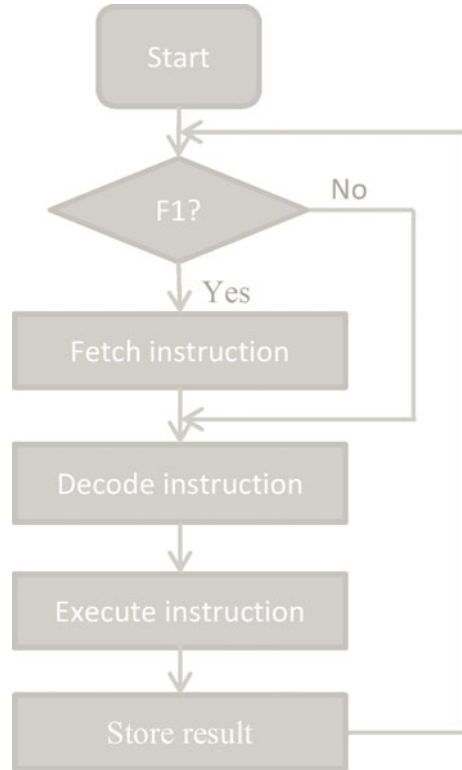 Start
F1?
No
Yes
Fetch instruction
Decode instruction
Execute instruction
Store result